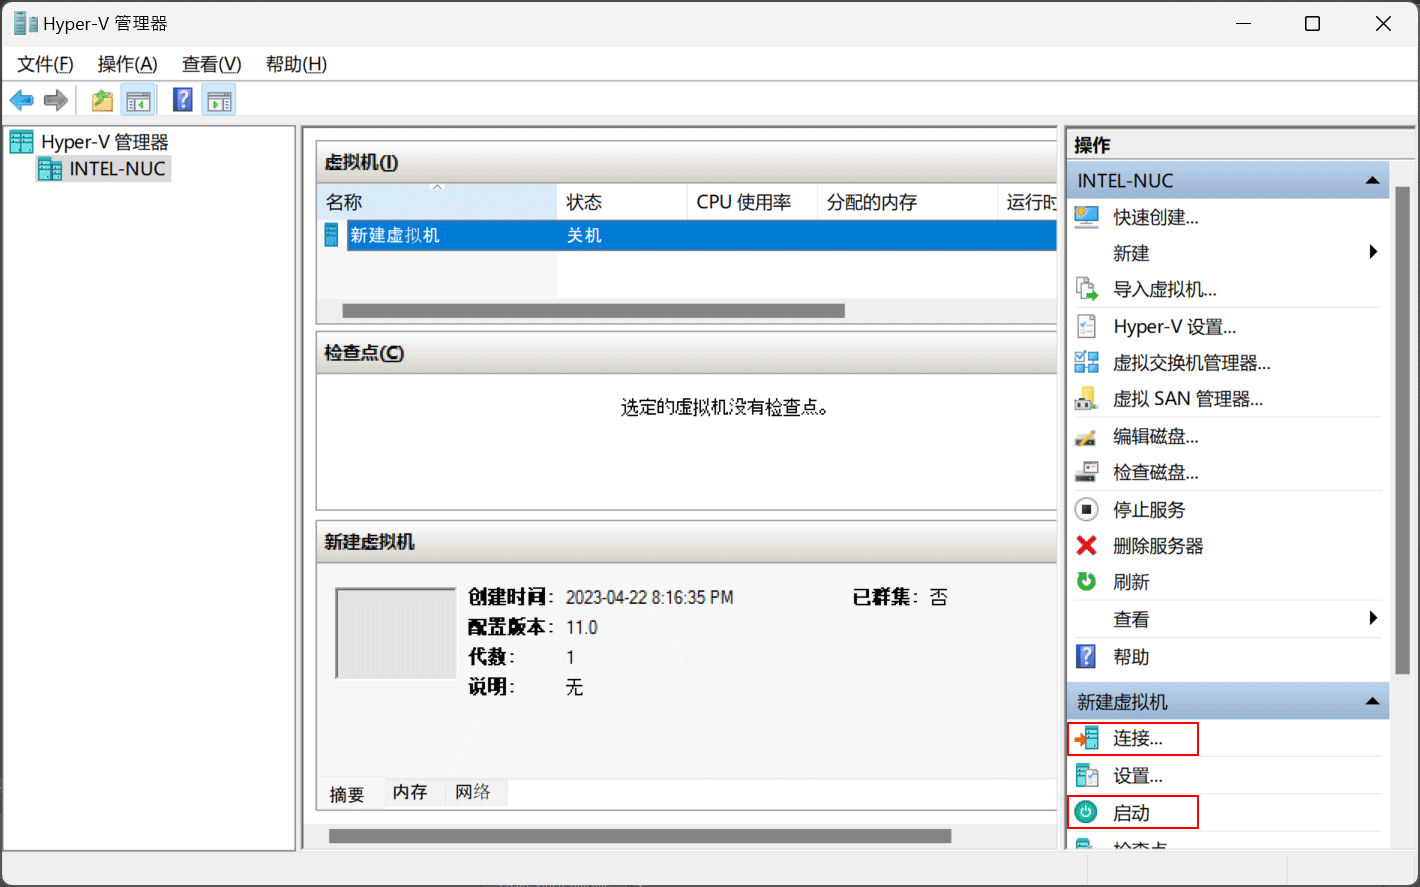 Hyper-V 管理器
文件(F) 操作(A) 查看(V) 帮助(H)
Hyper-V 管理器
INTEL-NUC
虚拟机(I)
名称 状态 CPU 使用率 分配的内存 运行时
新建虚拟机 关机
检查点(C)
选定的虚拟机没有检查点。
新建虚拟机
创建时间: 2023-04-22 8:16:35 PM 已群集: 否
配置版本: 11.0
代数: 1
说明: 无
摘要 内存 网络
操作
INTEL-NUC
快速创建...
新建
导入虚拟机...
Hyper-V 设置...
虚拟交换机管理器...
虚拟 SAN 管理器...
编辑磁盘...
检查磁盘...
停止服务
删除服务器
刷新
查看
帮助
新建虚拟机
连接...
设置...
启动
检查点